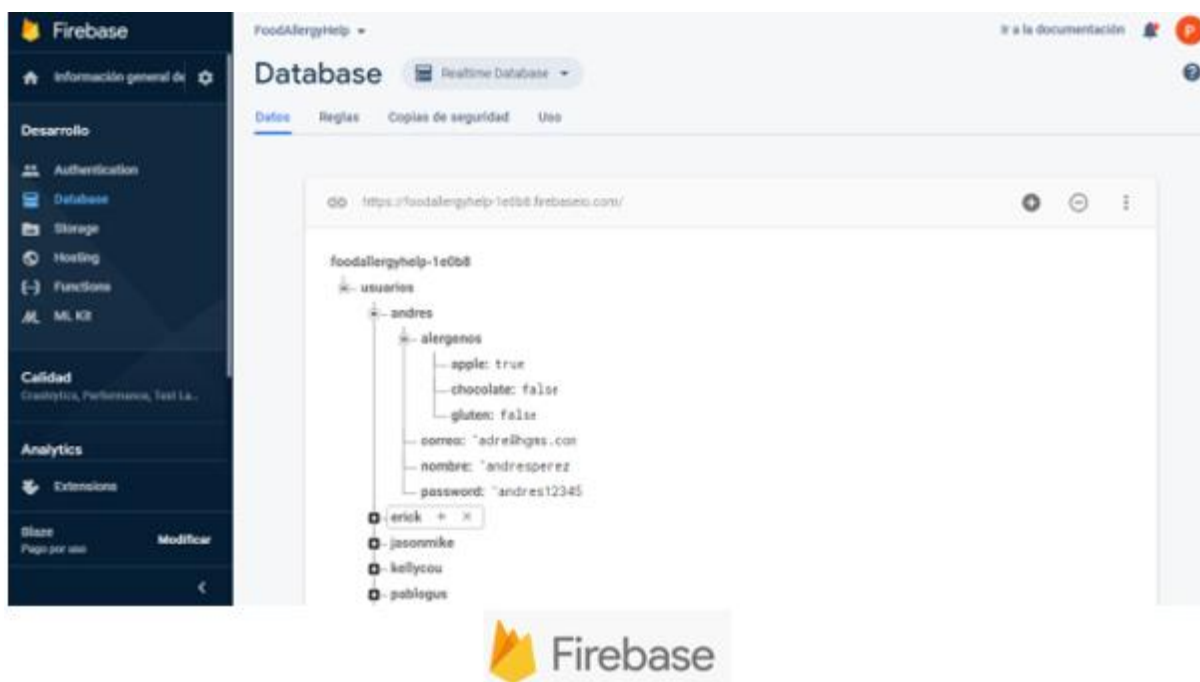 Firebase
FoodAllergyHelp
Ir a la documentación
P
Información general de
Database
Realtime Database
Datos
Reglas
Copias de seguridad
Uso
Desarrollo
Authentication
Database
Storage
Hosting
Functions
ML Kit
https://foodallergyhelp-1e0b8.firebaseio.com/
foodallergyhelp-1e0b8
usuarios
andres
alergenos
apple: true
chocolate: false
gluten: false
correo:
nombre: "andresperez
password: "andres12345
erick + ×
jasonmike
kellycou
pablogus
Calidad
Crashlytics, Performance, Test La...
Analytics
Extensions
Blaze
Pago por uso
Modificar
Firebase